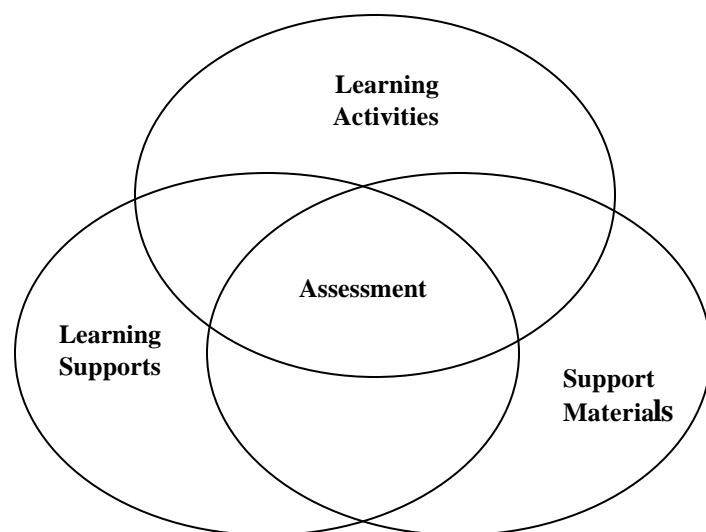 Learning
Activities
Assessment
Learning
Supports
Support
Materials